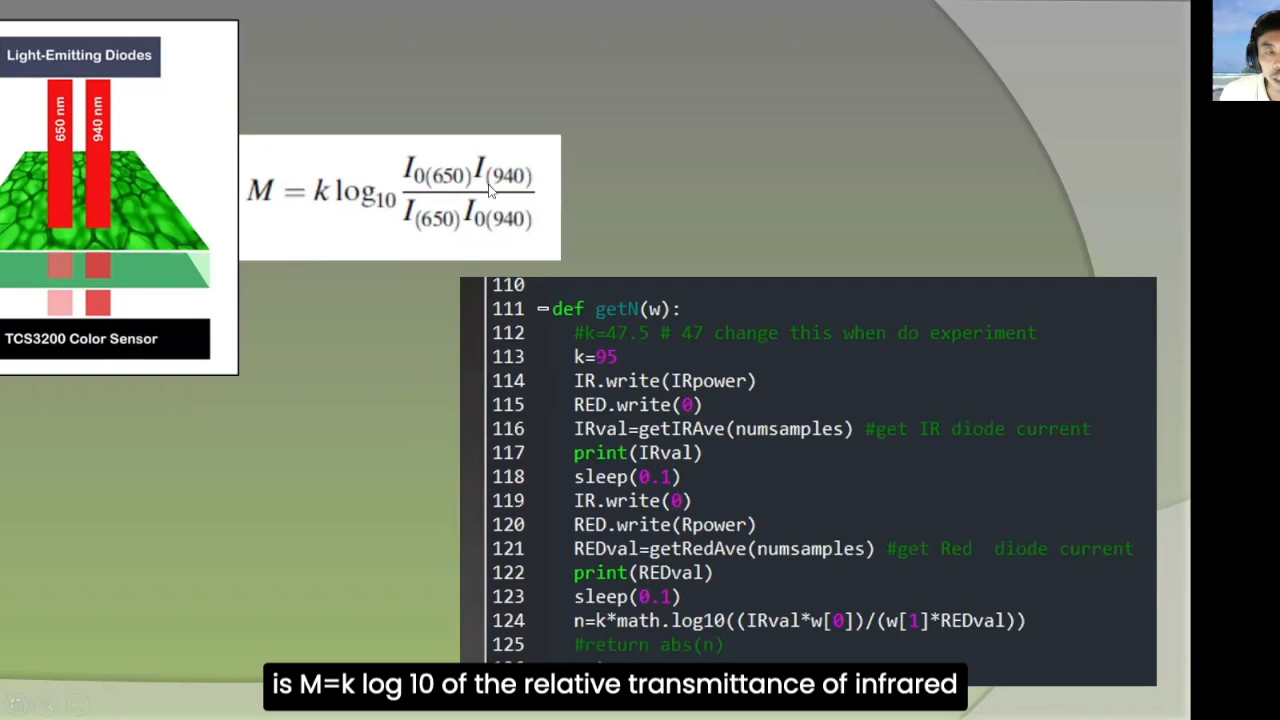 Light-Emitting Diodes
650 nm
940 nm
TCS3200 Color Sensor
M = k log10 I0(650)I(940) / I(650)I0(940)
110
111 def getN(w):
112 #k=47.5 # 47 change this when do experiment
113 k=95
114 IR.write(IRpower)
115 RED.write(0)
116 IRval=getIRAve(numsamples) #get IR diode current
117 print(IRval)
118 sleep(0.1)
119 IR.write(0)
120 RED.write(Rpower)
121 REDval=getRedAve(numsamples) #get Red  diode current
122 print(REDval)
123 sleep(0.1)
124 n=k*math.log10((IRval*w[0])/(w[1]*REDval))
125 #return abs(n)
is M=k log 10 of the relative transmittance of infrared